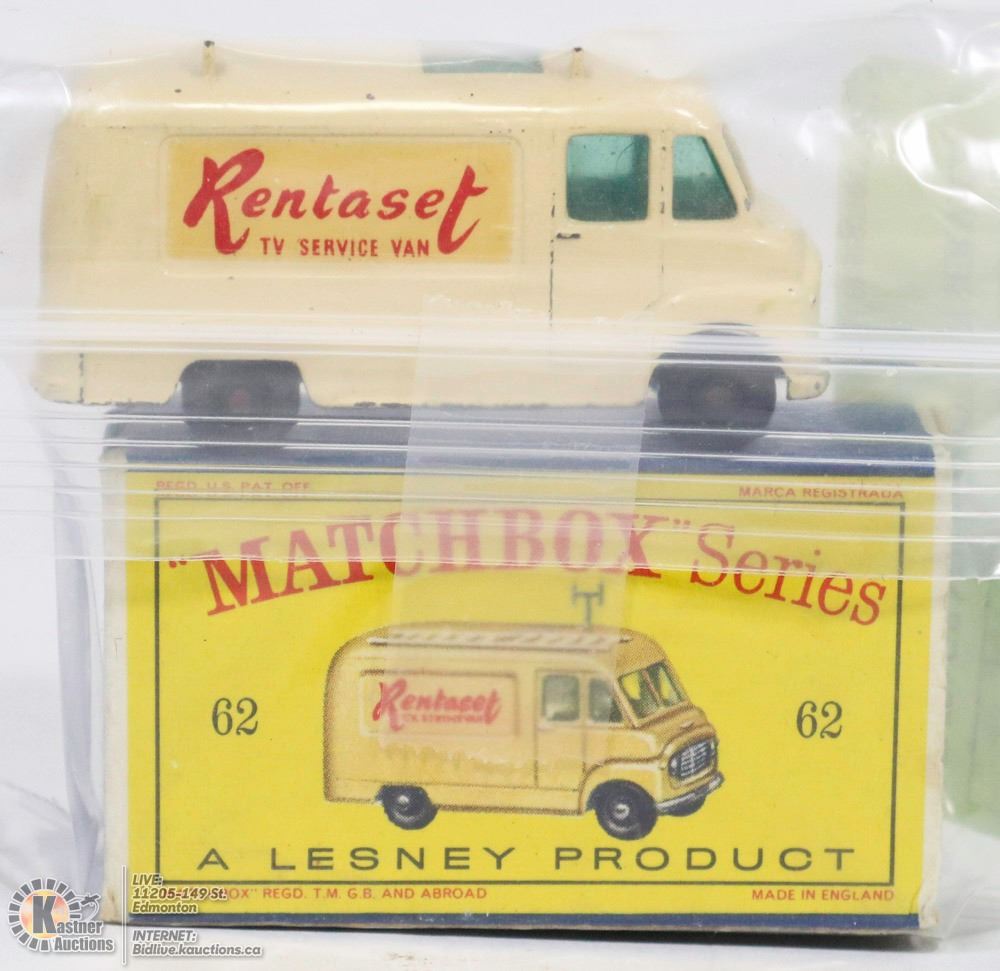 Rentaset
TV SERVICE VAN
REGD. U.S. PAT. OFF.
MARCA REGISTRADA
"MATCHBOX" Series
Rentaset
62
62
A LESNEY PRODUCT
REGD. T.M. G.B. AND ABROAD
MADE IN ENGLAND
K
Kastner
Auctions
LIVE:
11205-149 St.
Edmonton
INTERNET:
Bidlive.kauctions.ca